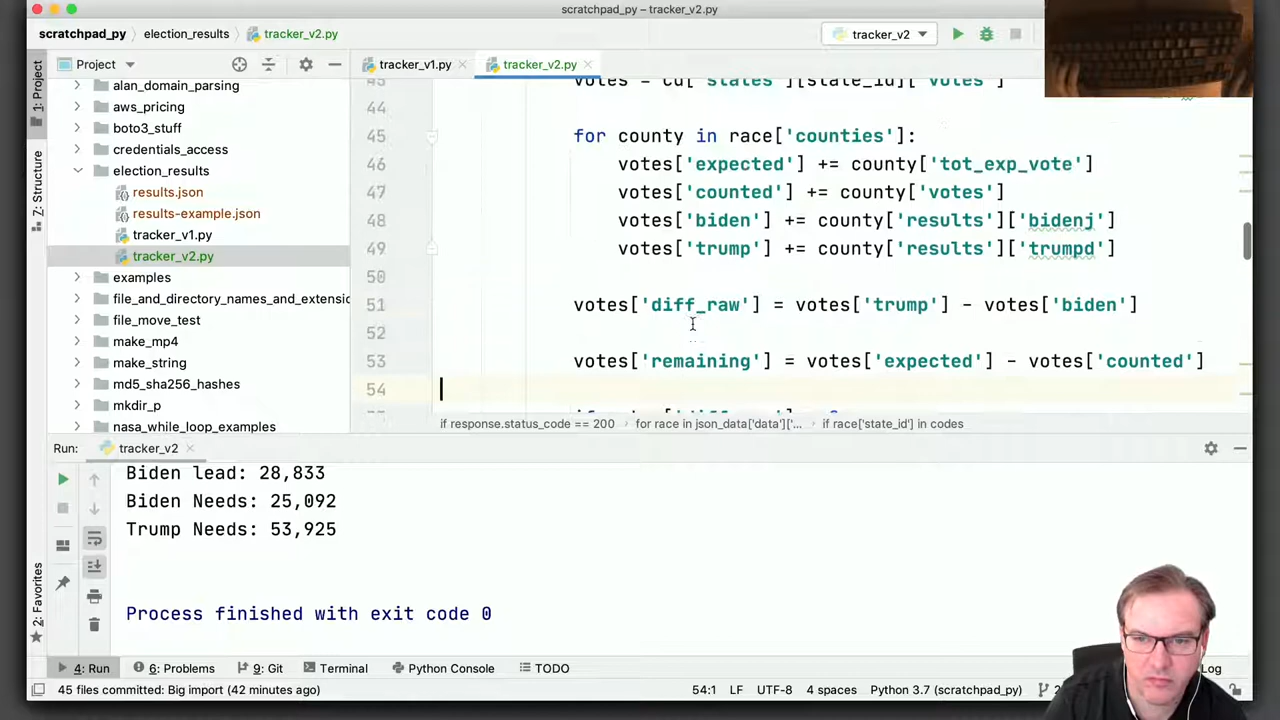 scratchpad_py – tracker_v2.py
scratchpad_py
election_results
tracker_v2.py
tracker_v2
1: Project
Z: Structure
2: Favorites
Project
alan_domain_parsing
aws_pricing
boto3_stuff
credentials_access
election_results
results.json
results-example.json
tracker_v1.py
tracker_v2.py
examples
file_and_directory_names_and_extensio
file_move_test
make_mp4
make_string
md5_sha256_hashes
mkdir_p
nasa_while_loop_examples
tracker_v1.py
tracker_v2.py
43 votes = cd['states'][state_id]['votes']
44
45 for county in race['counties']:
46 votes['expected'] += county['tot_exp_vote']
47 votes['counted'] += county['votes']
48 votes['biden'] += county['results']['bidenj']
49 votes['trump'] += county['results']['trumpd']
50
51 votes['diff_raw'] = votes['trump'] - votes['biden']
52
53 votes['remaining'] = votes['expected'] - votes['counted']
54
if response.status_code == 200
for race in json_data['data']['...
if race['state_id'] in codes
Run:
tracker_v2
Biden lead: 28,833
Biden Needs: 25,092
Trump Needs: 53,925
Process finished with exit code 0
4: Run
6: Problems
9: Git
Terminal
Python Console
TODO
Log
45 files committed: Big import (42 minutes ago)
54:1
LF
UTF-8
4 spaces
Python 3.7 (scratchpad_py)